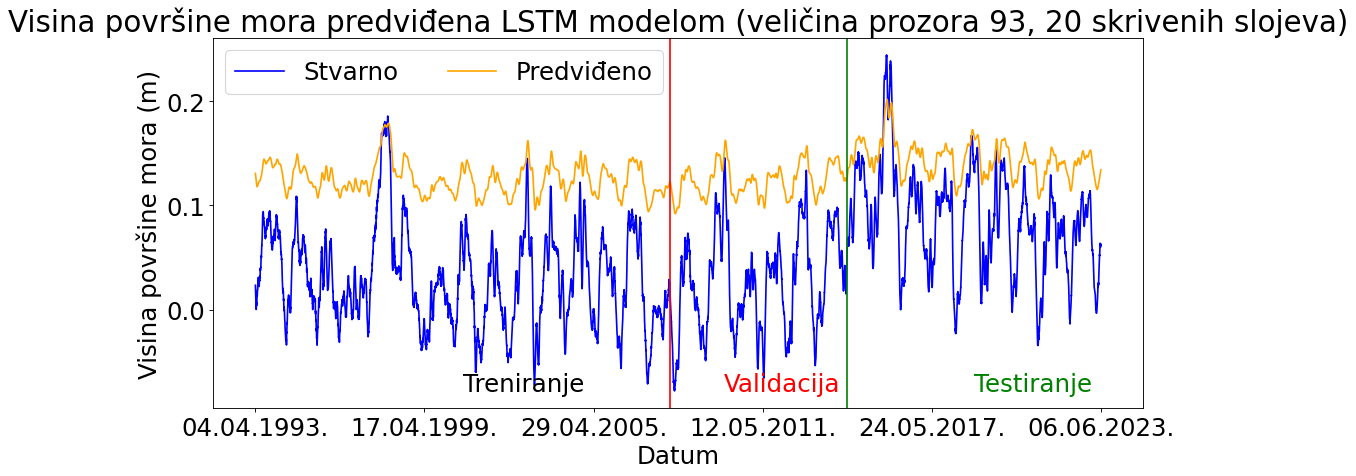 Visina površine mora predviđena LSTM modelom (veličina prozora 93, 20 skrivenih slojeva)
Stvarno
Predviđeno
Visina površine mora (m)
0.2
0.1
0.0
Treniranje
Validacija
Testiranje
04.04.1993.
17.04.1999.
29.04.2005.
12.05.2011.
24.05.2017.
06.06.2023.
Datum